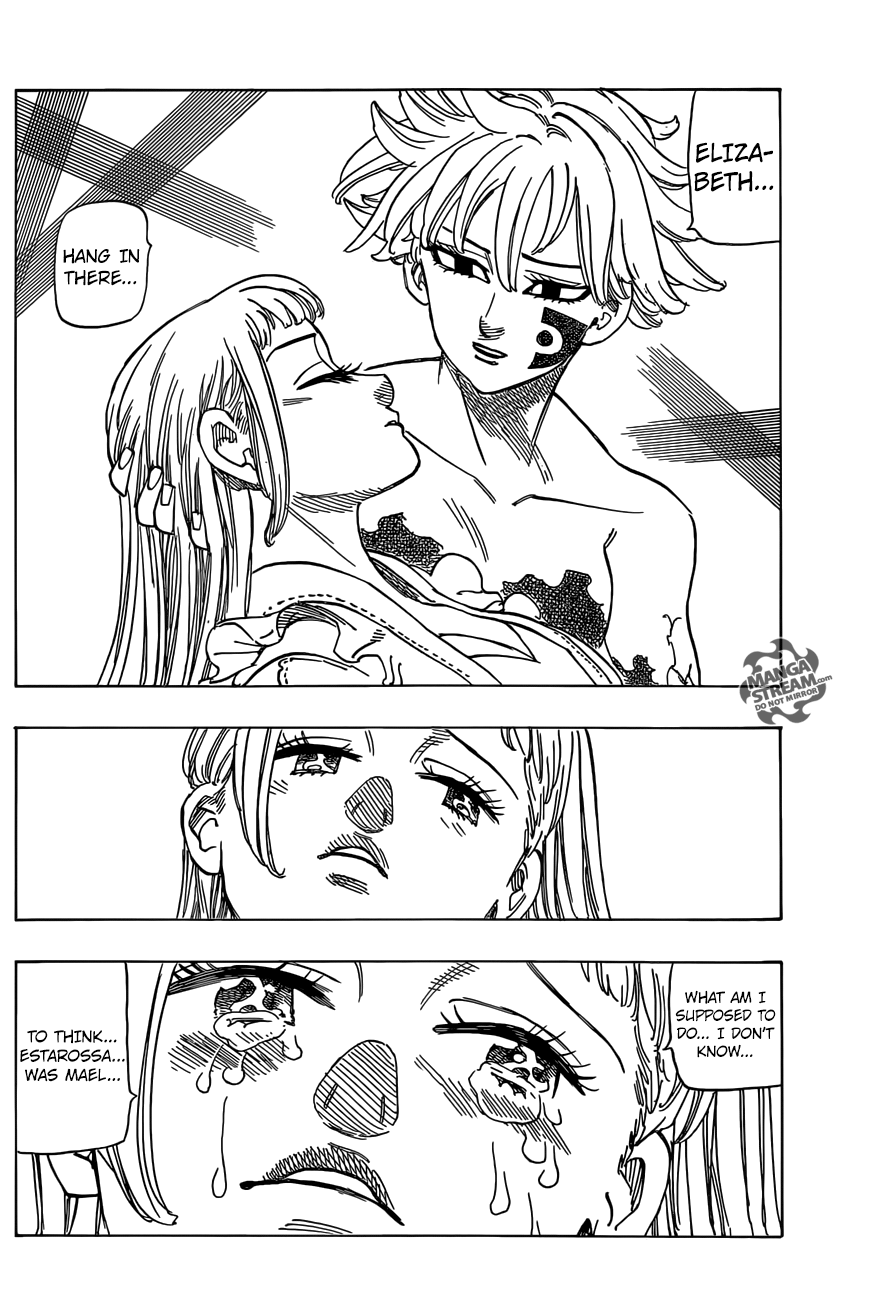 ELIZA-
BETH...
HANG IN
THERE...
WHAT AM I
SUPPOSED TO
DO... I DON'T
KNOW...
TO THINK...
ESTAROSSA...
WAS MAEL...
MANGA
STREAM.com
DO NOT MIRROR